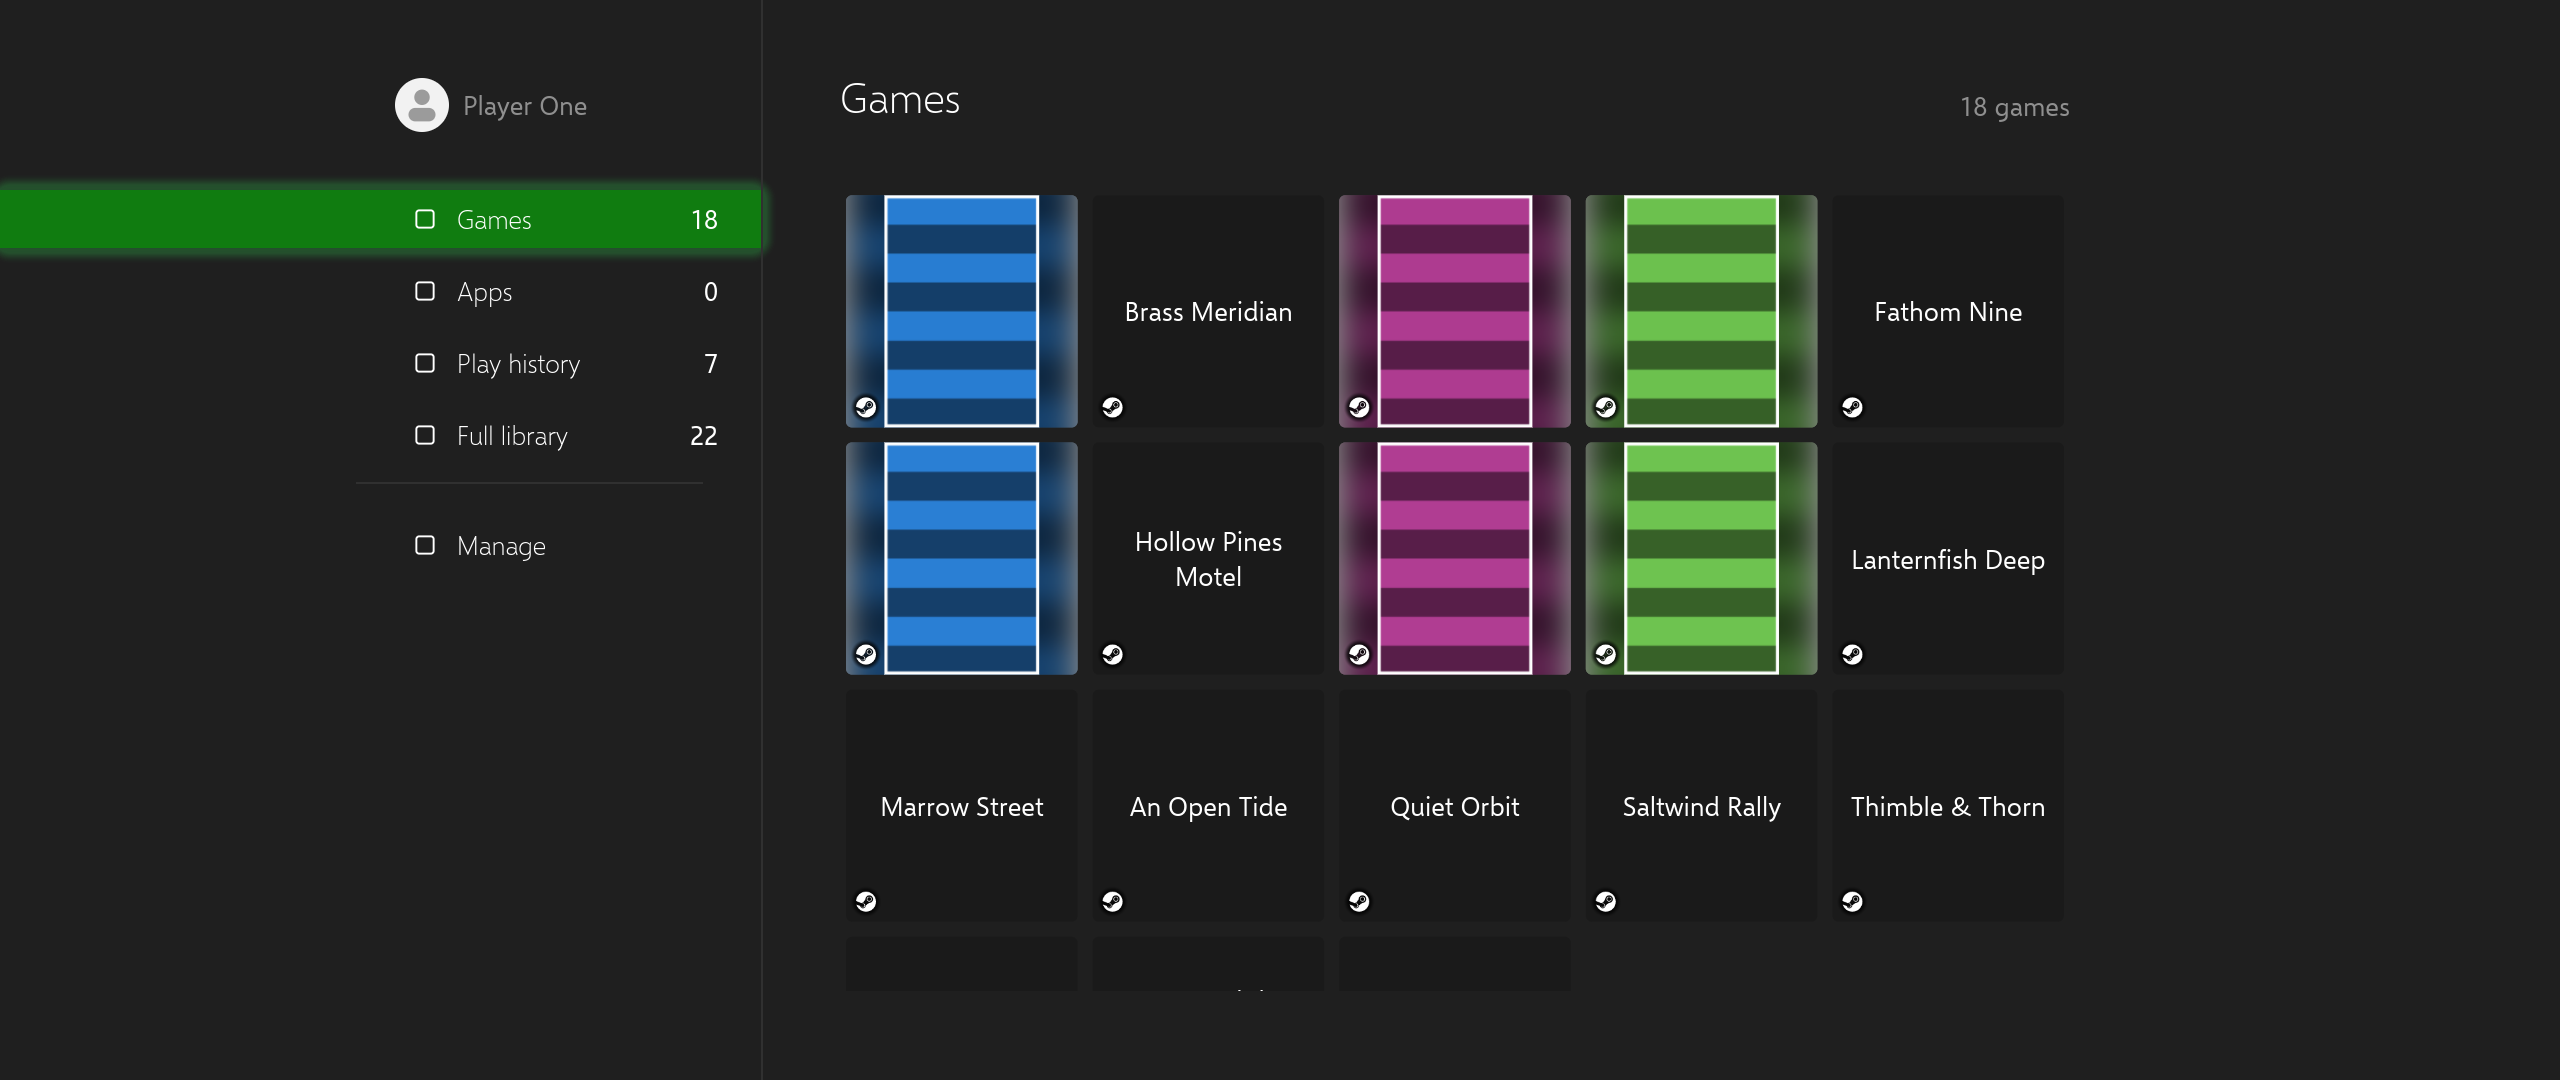 Player One
Games 18
Apps 0
Play history 7
Full library 22
Manage
Games
18 games
Brass Meridian
Fathom Nine
Hollow Pines
Motel
Lanternfish Deep
Marrow Street
An Open Tide
Quiet Orbit
Saltwind Rally
Thimble & Thorn